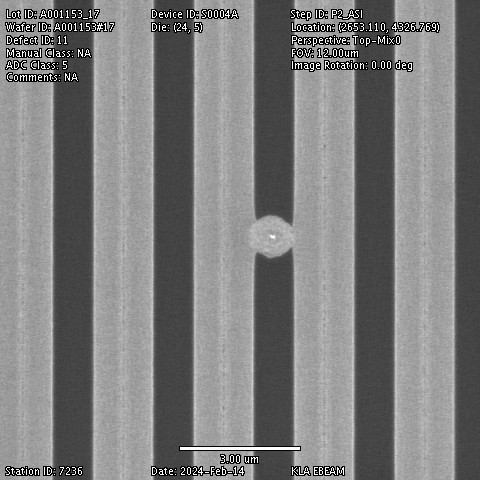 Lot ID: A001153_17 Device ID: S0004A Step ID: P2_ASI
Wafer ID: A001153#17 Die: (24, 5) Location: (2653.110, 4326.769)
Defect ID: 11 Perspective: Top-Mix0
Manual Class: NA FOV: 12.00um
ADC Class: 5 Image Rotation: 0.00 deg
Comments: NA
3.00 um
Station ID: 7236 Date: 2024-Feb-14 KLA EBEAM